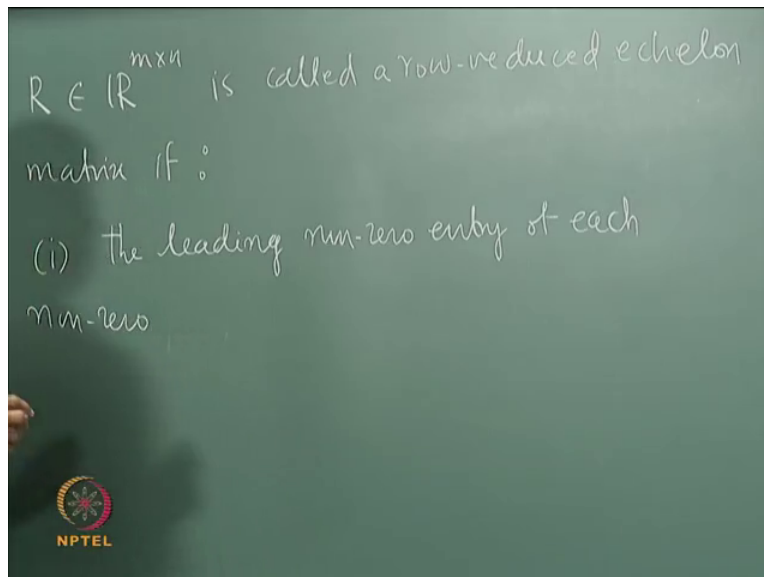 R ∈ ℝ^{m×n} is called a row-reduced echelon
matrix if :
(i) the leading non-zero entry of each
non-zero
NPTEL